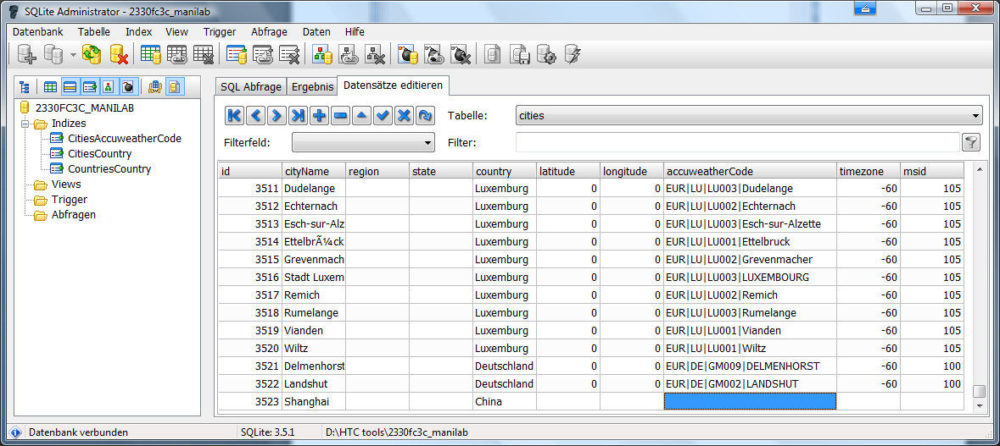 SQLite Administrator - 2330fc3c_manilab
Datenbank Tabelle Index View Trigger Abfrage Daten Hilfe
SQL Abfrage Ergebnis Datensätze editieren
2330FC3C_MANILAB
Indizes
CitiesAccuweatherCode
CitiesCountry
CountriesCountry
Views
Trigger
Abfragen
Tabelle: cities
Filterfeld: Filter:
id cityName region state country latitude longitude accuweatherCode timezone msid
3511 Dudelange Luxemburg 0 0 EUR|LU|LU003|Dudelange -60 105
3512 Echternach Luxemburg 0 0 EUR|LU|LU002|Echternach -60 105
3513 Esch-sur-Alz Luxemburg 0 0 EUR|LU|LU003|Esch-sur-Alzette -60 105
3514 EttelbrÃ¼ck Luxemburg 0 0 EUR|LU|LU001|Ettelbruck -60 105
3515 Grevenmach Luxemburg 0 0 EUR|LU|LU002|Grevenmacher -60 105
3516 Stadt Luxem Luxemburg 0 0 EUR|LU|LU003|LUXEMBOURG -60 105
3517 Remich Luxemburg 0 0 EUR|LU|LU002|Remich -60 105
3518 Rumelange Luxemburg 0 0 EUR|LU|LU003|Rumelange -60 105
3519 Vianden Luxemburg 0 0 EUR|LU|LU001|Vianden -60 105
3520 Wiltz Luxemburg 0 0 EUR|LU|LU001|Wiltz -60 105
3521 Delmenhorst Deutschland 0 0 EUR|DE|GM009|DELMENHORST -60 100
3522 Landshut Deutschland 0 0 EUR|DE|GM002|LANDSHUT -60 100
3523 Shanghai China
Datenbank verbunden SQLite: 3.5.1 D:\HTC tools\2330fc3c_manilab